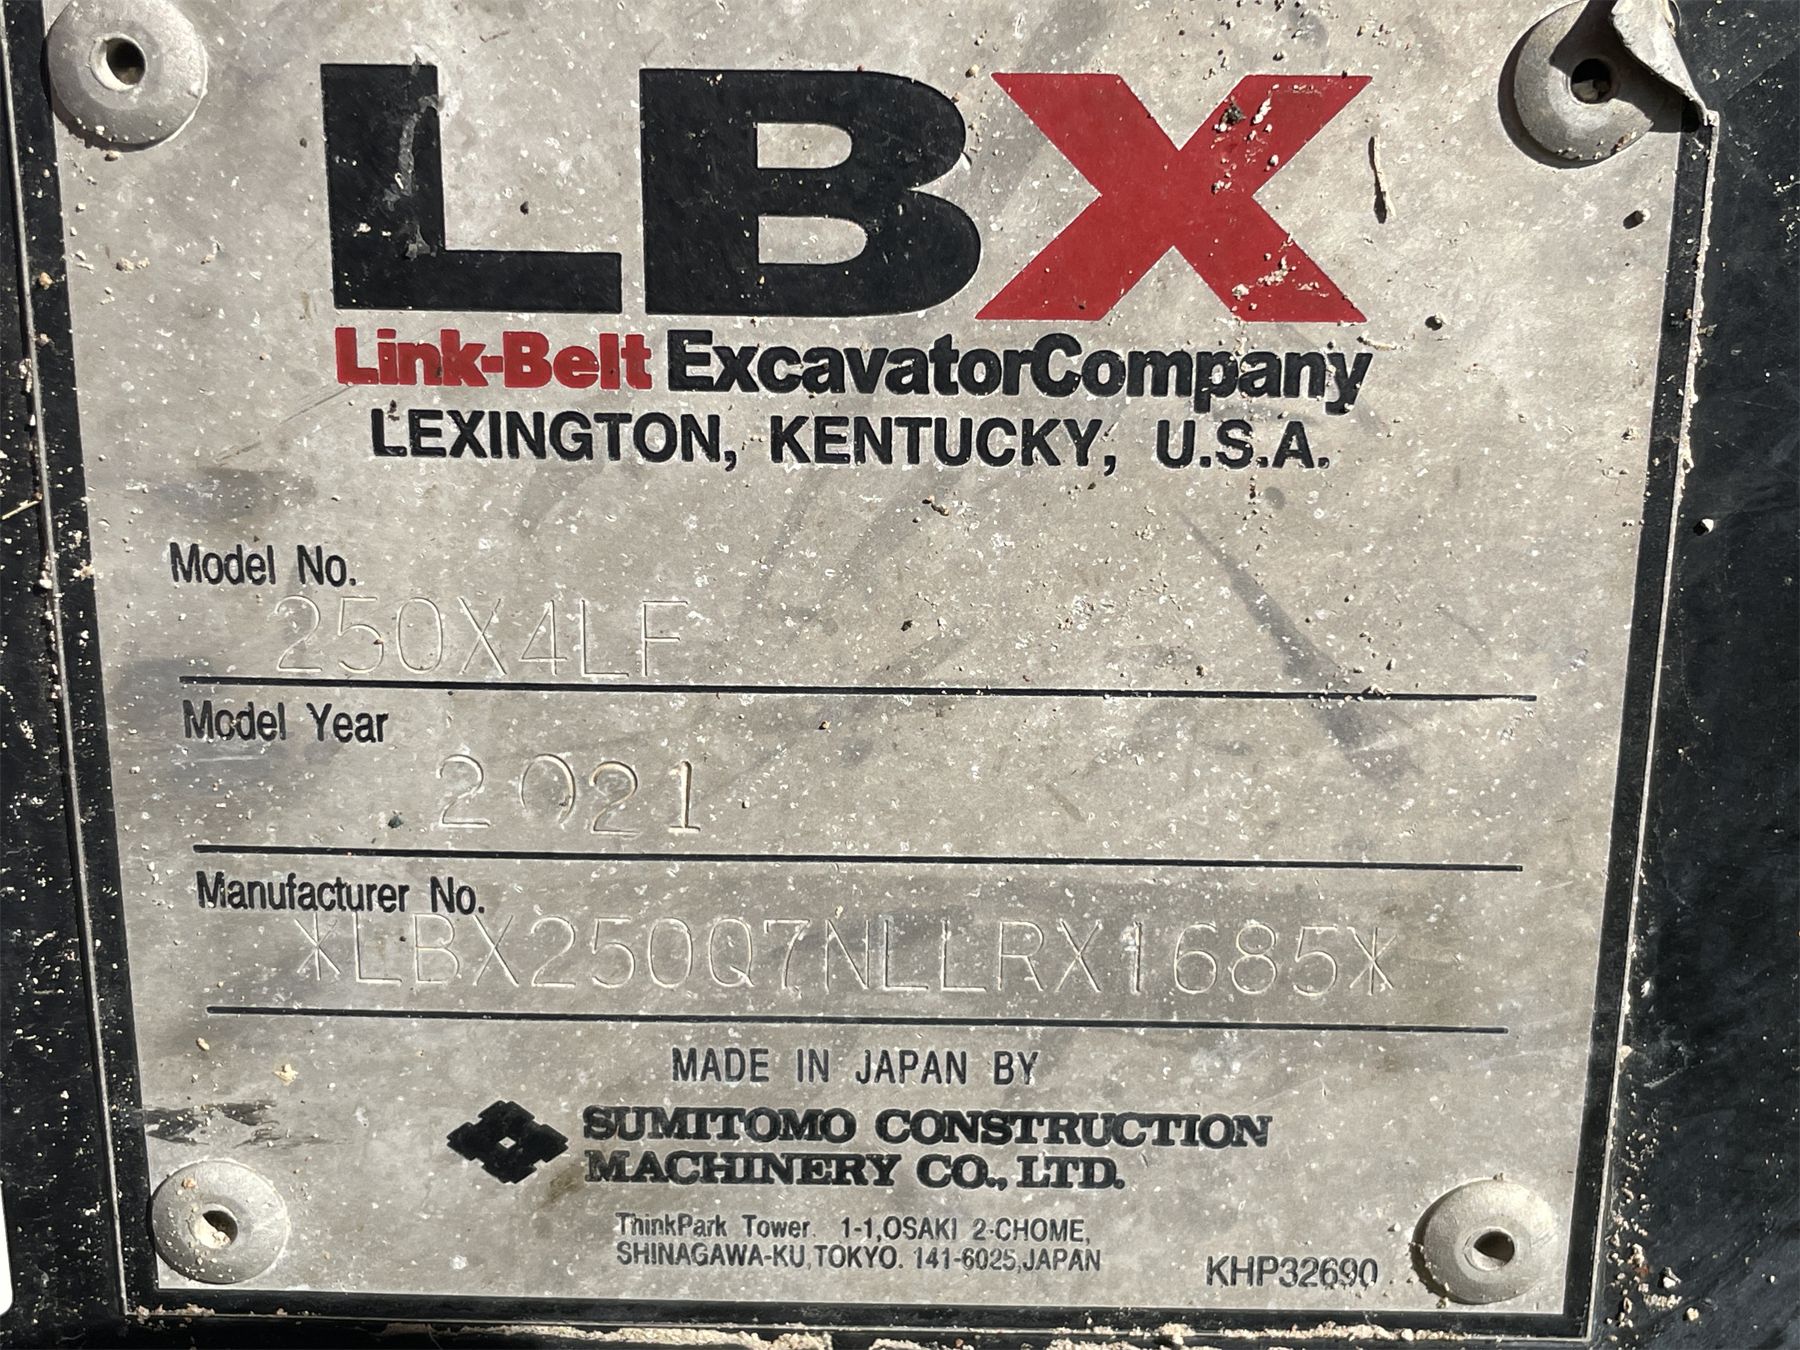 LBX
Link-Belt ExcavatorCompany
LEXINGTON, KENTUCKY, U.S.A.
Model No.
250X4LF
Model Year
2021
Manufacturer No.
*LBX250Q7NLLRX1685*
MADE IN JAPAN BY
SUMITOMO CONSTRUCTION
MACHINERY CO., LTD.
ThinkPark Tower. 1-1,OSAKI 2-CHOME,
SHINAGAWA-KU,TOKYO. 141-6025,JAPAN
KHP32690